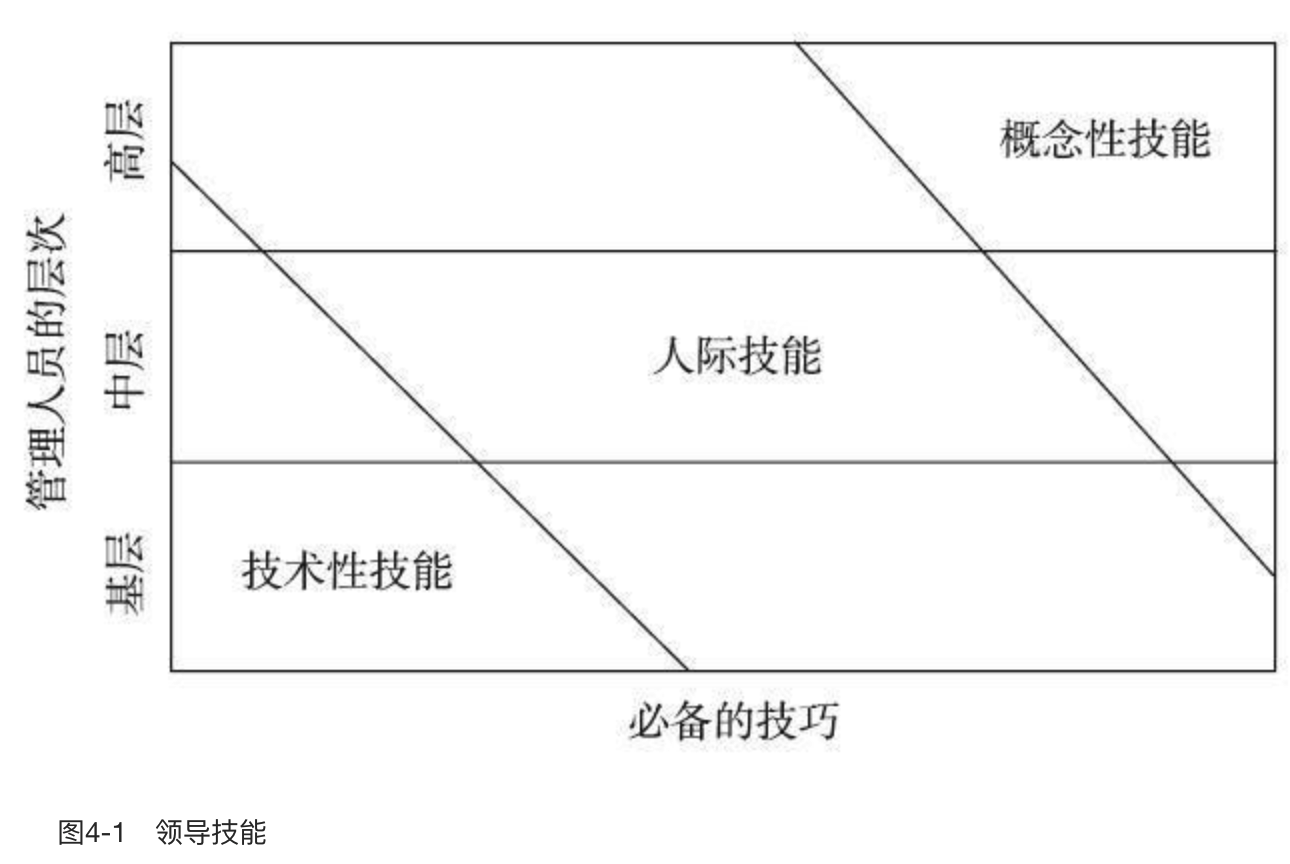 管理人员的层次
高层
概念性技能
中层
人际技能
基层
技术性技能
必备的技巧
图4-1 领导技能